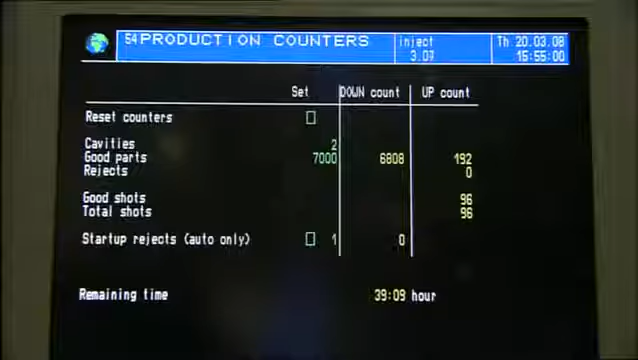 54 PRODUCTION COUNTERS inject Th 20.03.08
3.07 15:55:00
Set DOWN count UP count
Reset counters
Cavities 2
Good parts 7000 6808 192
Rejects 0
Good shots 96
Total shots 96
Startup rejects (auto only) 1 0
Remaining time 39:09 hour